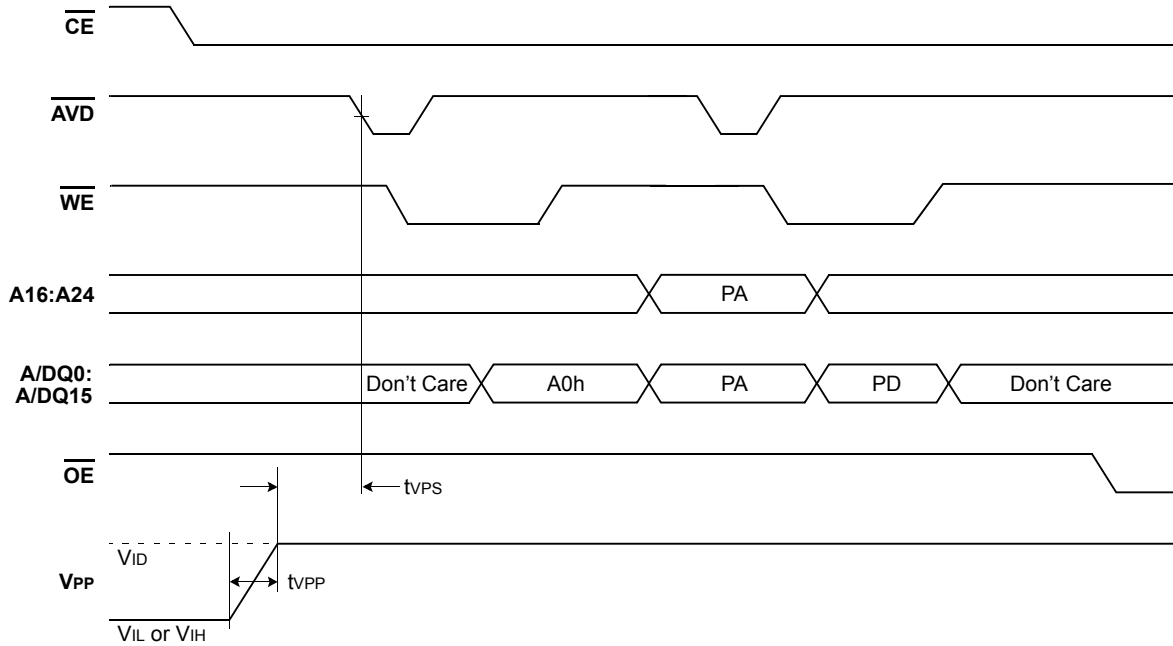 CE
AVD
WE
A16:A24 PA
A/DQ0:
A/DQ15 Don't Care A0h PA PD Don't Care
OE
tVPS
VID
VPP tVPP
VIL or VIH